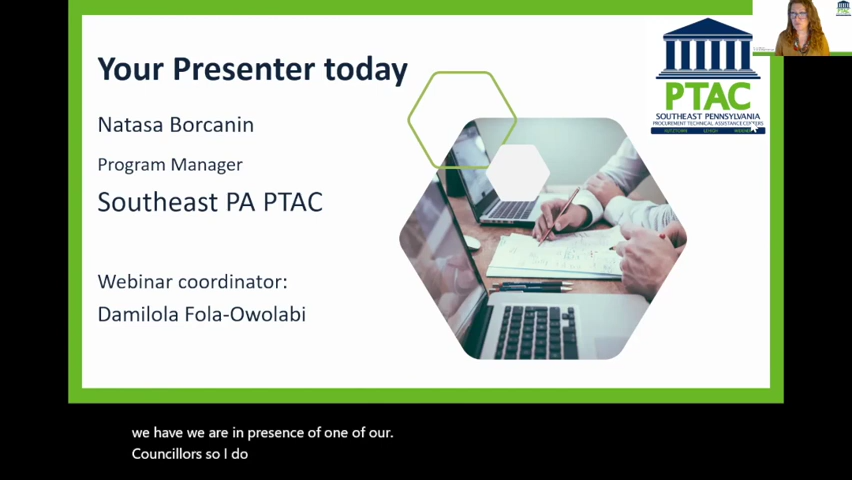 Your Presenter today
Natasa Borcanin
Program Manager
Southeast PA PTAC
Webinar coordinator:
Damilola Fola-Owolabi
PTAC
SOUTHEAST PENNSYLVANIA
PROCUREMENT TECHNICAL ASSISTANCE CENTERS
we have we are in presence of one of our.
Councillors so I do